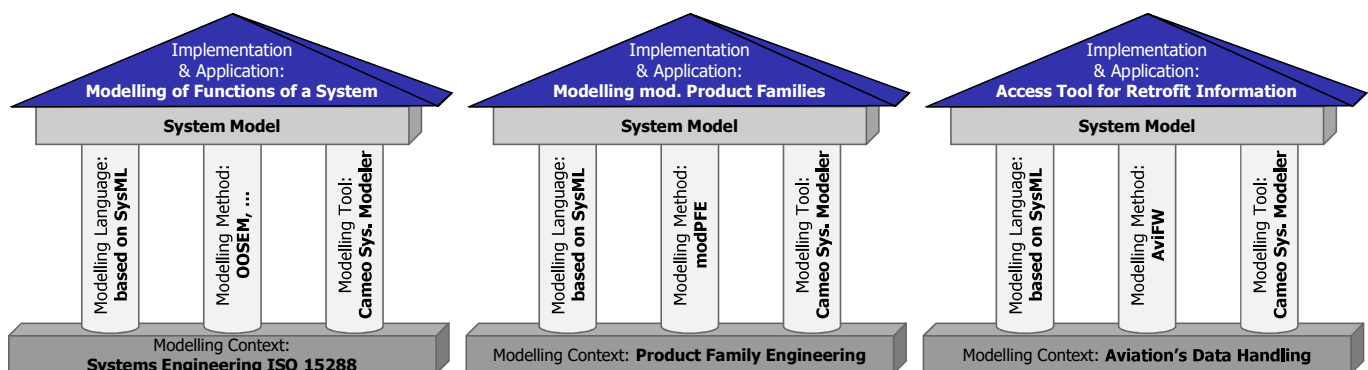 Implementation
& Application:
Modelling of Functions of a System
System Model
Modelling Language:
based on SysML
Modelling Method:
OOSEM, ...
Modelling Tool:
Cameo Sys. Modeler
Modelling Context:
Systems Engineering ISO 15288
Implementation
& Application:
Modelling mod. Product Families
System Model
Modelling Language:
based on SysML
Modelling Method:
modPFE
Modelling Tool:
Cameo Sys. Modeler
Modelling Context: Product Family Engineering
Implementation
& Application:
Access Tool for Retrofit Information
System Model
Modelling Language:
based on SysML
Modelling Method:
AviFW
Modelling Tool:
Cameo Sys. Modeler
Modelling Context: Aviation's Data Handling